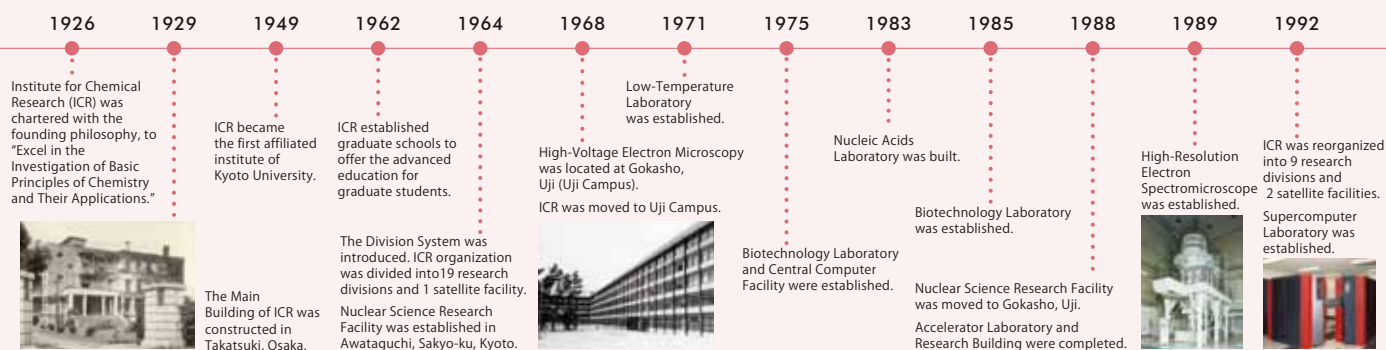 1926
1929
1949
1962
1964
1968
1971
1975
1983
1985
1988
1989
1992
Institute for Chemical
Research (ICR) was
chartered with the
founding philosophy, to
“Excel in the
Investigation of Basic
Principles of Chemistry
and Their Applications.”
The Main
Building of ICR was
constructed in
Takatsuki, Osaka.
ICR became
the first affiliated
institute of
Kyoto University.
ICR established
graduate schools to
offer the advanced
education for
graduate students.
The Division System was
introduced. ICR organization
was divided into19 research
divisions and 1 satellite facility.
Nuclear Science Research
Facility was established in
Awataguchi, Sakyo-ku, Kyoto.
High-Voltage Electron Microscopy
was located at Gokasho,
Uji (Uji Campus).
ICR was moved to Uji Campus.
Low-Temperature
Laboratory
was established.
Biotechnology Laboratory
and Central Computer
Facility were established.
Nucleic Acids
Laboratory was built.
Biotechnology Laboratory
was established.
Nuclear Science Research Facility
was moved to Gokasho, Uji.
Accelerator Laboratory and
Research Building were completed.
High-Resolution
Electron
Spectromicroscope
was established.
ICR was reorganized
into 9 research
divisions and
2 satellite facilities.
Supercomputer
Laboratory was
established.